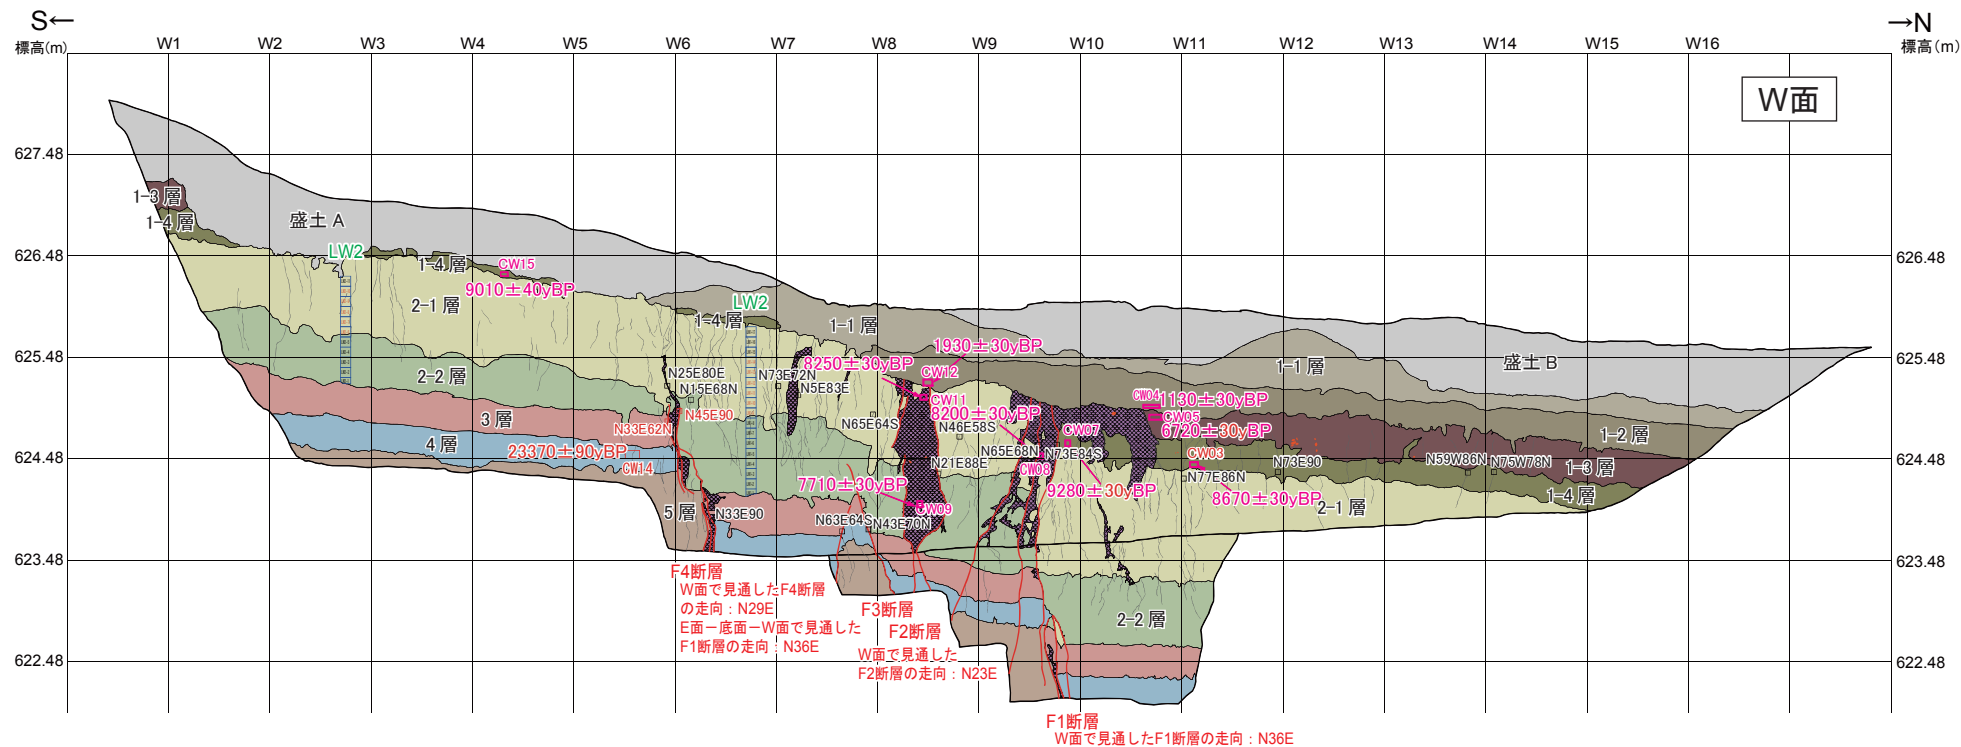 S←
→N
標高(m)
W1
W2
W3
W4
W5
W6
W7
W8
W9
W10
W11
W12
W13
W14
W15
W16
標高(m)
W面
627.48
627.48
626.48
626.48
625.48
625.48
624.48
624.48
623.48
623.48
622.48
622.48
1-3 層
1-4 層
盛土 A
LW2
1-4 層
CW15
9010±40yBP
2-1 層
LW2
1-4 層
1-1 層
1930±30yBP
8250±30yBP
CW12
CW11
8200±30yBP
1-1 層
盛土 B
2-2 層
N25E80E
N15E68N
N73E72N
N5E83E
CW04
1130±30yBP
CW05
6720±30yBP
3 層
N45E90
N33E62N
N65E64S
N46E58S
CW07
1-2 層
4 層
23370±90yBP
CW14
N21E88E
N65E68N
N73E84S
CW08
CW03
N73E90
N59W86N
N75W78N
1-3 層
7710±30yBP
CW09
9280±30yBP
N77E86N
8670±30yBP
1-4 層
2-1 層
5 層
N33E90
N63E64S
N43E70N
F4断層
W面で見通したF4断層
の走向：N29E
E面－底面－W面で見通した
F1断層の走向：N36E
F3断層
F2断層
W面で見通した
F2断層の走向：N23E
2-2 層
F1断層
W面で見通したF1断層の走向：N36E